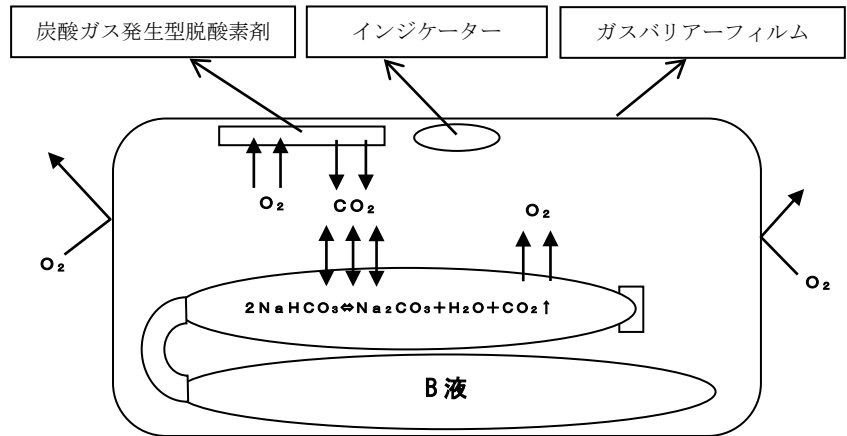 炭酸ガス発生型脱酸素剤
インジケーター
ガスバリアーフィルム
O₂
CO₂
O₂
O₂
O₂
2NaHCO₃⇔Na₂CO₃+H₂O+CO₂↑
B液